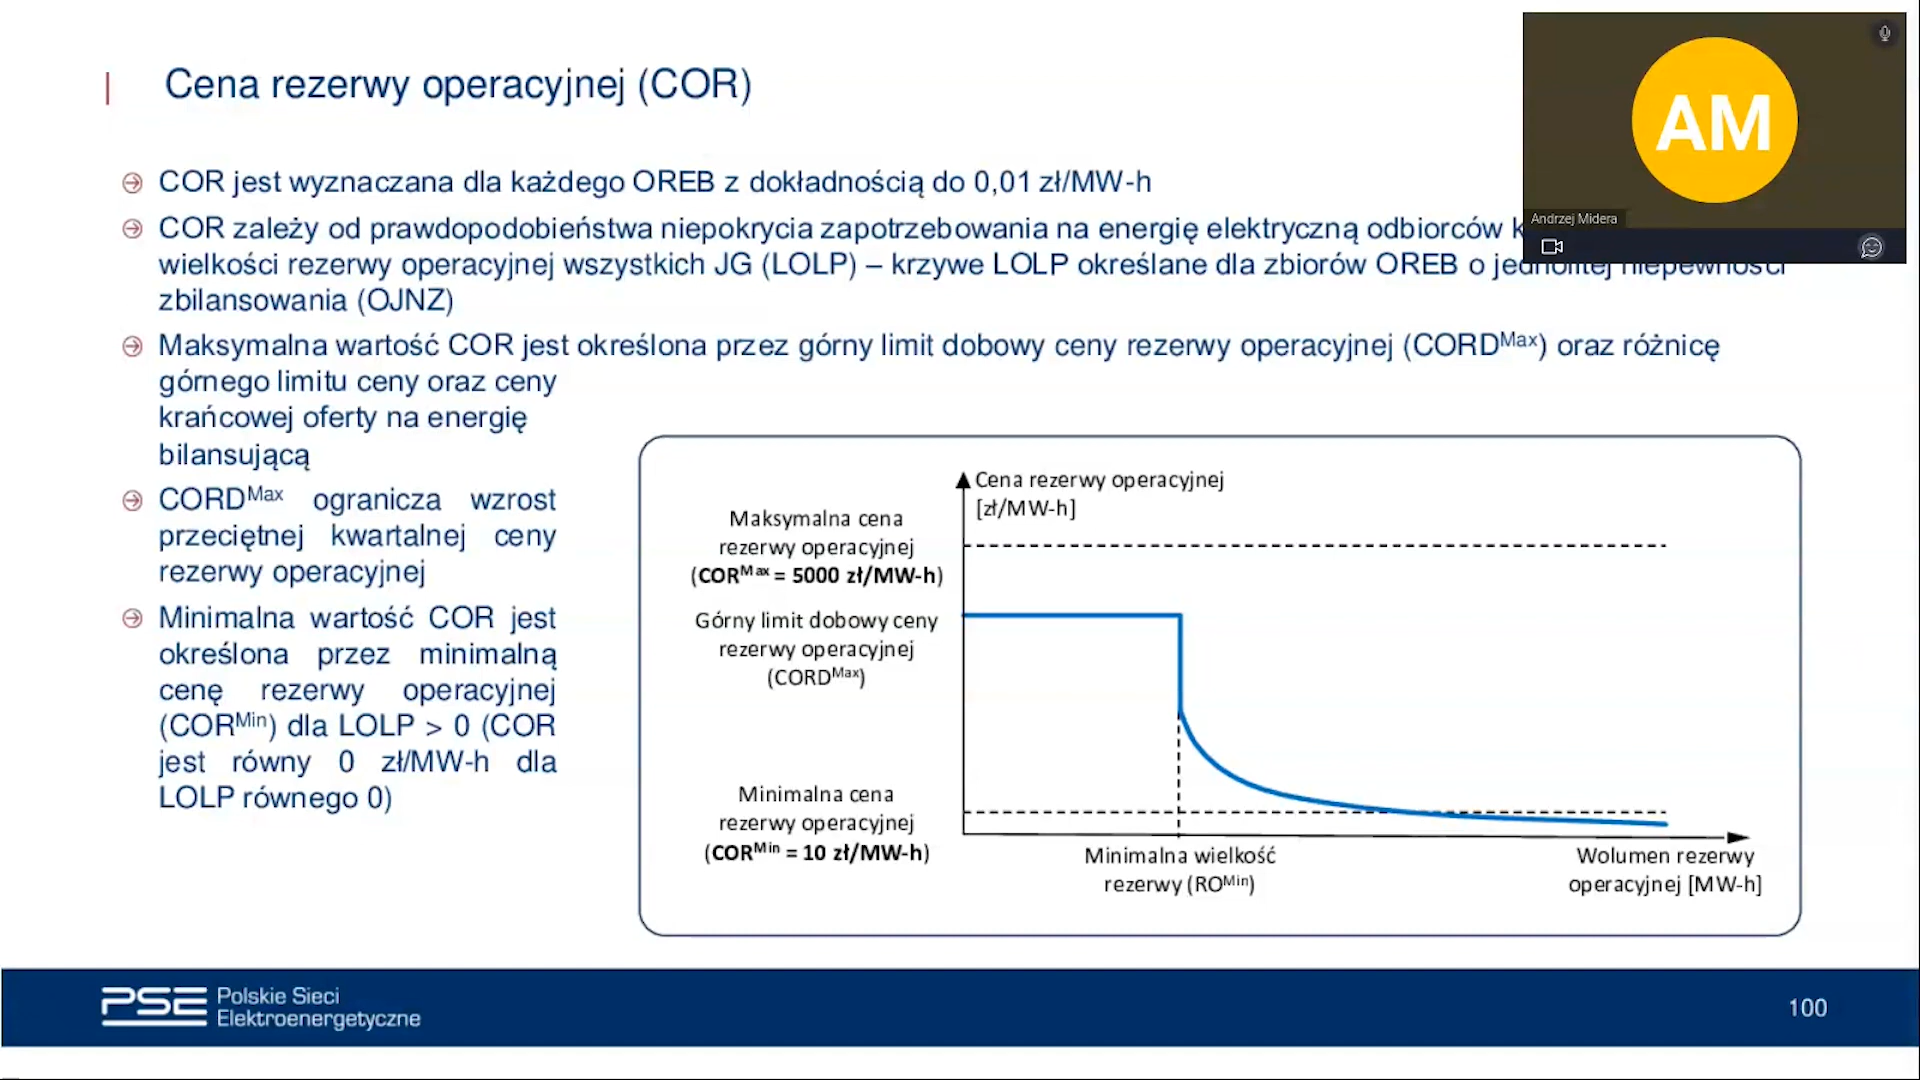 Cena rezerwy operacyjnej (COR)
COR jest wyznaczana dla każdego OREB z dokładnością do 0,01 zł/MW-h
COR zależy od prawdopodobieństwa niepokrycia zapotrzebowania na energię elektryczną odbiorców
wielkości rezerwy operacyjnej wszystkich JG (LOLP) – krzywe LOLP określane dla zbiorów OREB o jednolitej niepewności
zbilansowania (OJNZ)
Maksymalna wartość COR jest określona przez górny limit dobowy ceny rezerwy operacyjnej (CORDMax) oraz różnicę
górnego limitu ceny oraz ceny
krańcowej oferty na energię
bilansującą
CORDMax ogranicza wzrost
przeciętnej kwartalnej ceny
rezerwy operacyjnej
Minimalna wartość COR jest
określona przez minimalną
cenę rezerwy operacyjnej
(CORMin) dla LOLP > 0 (COR
jest równy 0 zł/MW-h dla
LOLP równego 0)
Cena rezerwy operacyjnej
[zł/MW-h]
Maksymalna cena
rezerwy operacyjnej
(CORMax = 5000 zł/MW-h)
Górny limit dobowy ceny
rezerwy operacyjnej
(CORDMax)
Minimalna cena
rezerwy operacyjnej
(CORMin = 10 zł/MW-h)
Minimalna wielkość
rezerwy (ROMin)
Wolumen rezerwy
operacyjnej [MW-h]
AM
Andrzej Midera
PSE Polskie Sieci
Elektroenergetyczne
100